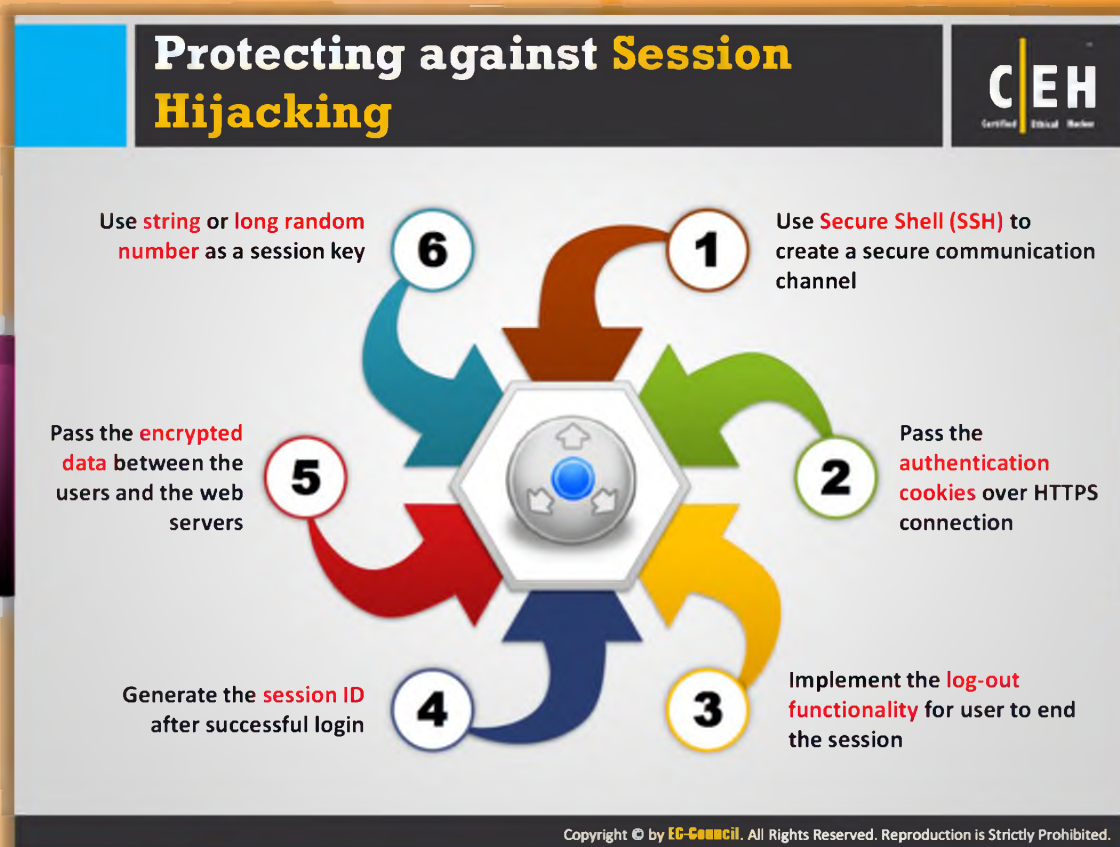 Protecting against Session
Hijacking
C|EH
Certified Ethical Hacker
1
Use Secure Shell (SSH) to
create a secure communication
channel
2
Pass the
authentication
cookies over HTTPS
connection
3
Implement the log-out
functionality for user to end
the session
4
Generate the session ID
after successful login
5
Pass the encrypted
data between the
users and the web
servers
6
Use string or long random
number as a session key
Copyright © by EC-Council. All Rights Reserved. Reproduction is Strictly Prohibited.